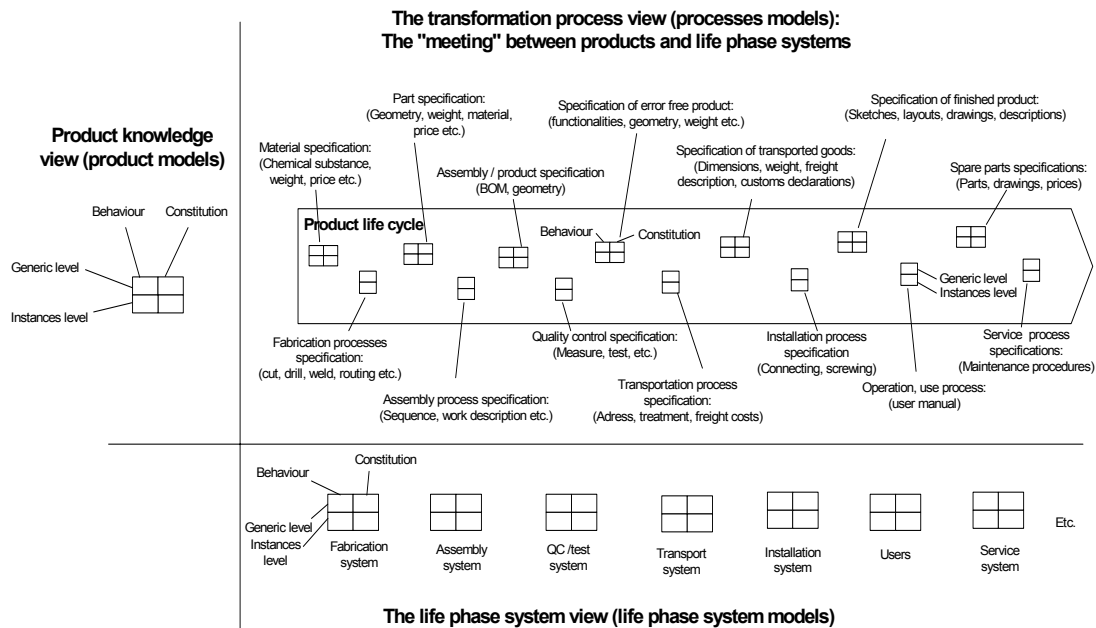 The transformation process view (processes models):
The "meeting" between products and life phase systems
Product knowledge
view (product models)
Behaviour
Constitution
Generic level
Instances level
Material specification:
(Chemical substance,
weight, price etc.)
Part specification:
(Geometry, weight, material,
price etc.)
Assembly / product specification
(BOM, geometry)
Specification of error free product:
(functionalities, geometry, weight etc.)
Specification of transported goods:
(Dimensions, weight, freight
description, customs declarations)
Specification of finished product:
(Sketches, layouts, drawings, descriptions)
Spare parts specifications:
(Parts, drawings, prices)
Product life cycle
Behaviour
Constitution
Generic level
Instances level
Fabrication processes
specification:
(cut, drill, weld, routing etc.)
Assembly process specification:
(Sequence, work description etc.)
Quality control specification:
(Measure, test, etc.)
Transportation process
specification:
(Adress, treatment, freight costs)
Installation process
specification
(Connecting, screwing)
Operation, use process:
(user manual)
Service process
specifications:
(Maintenance procedures)
Behaviour
Constitution
Generic level
Instances
level
Fabrication
system
Assembly
system
QC /test
system
Transport
system
Installation
system
Users
Service
system
Etc.
The life phase system view (life phase system models)